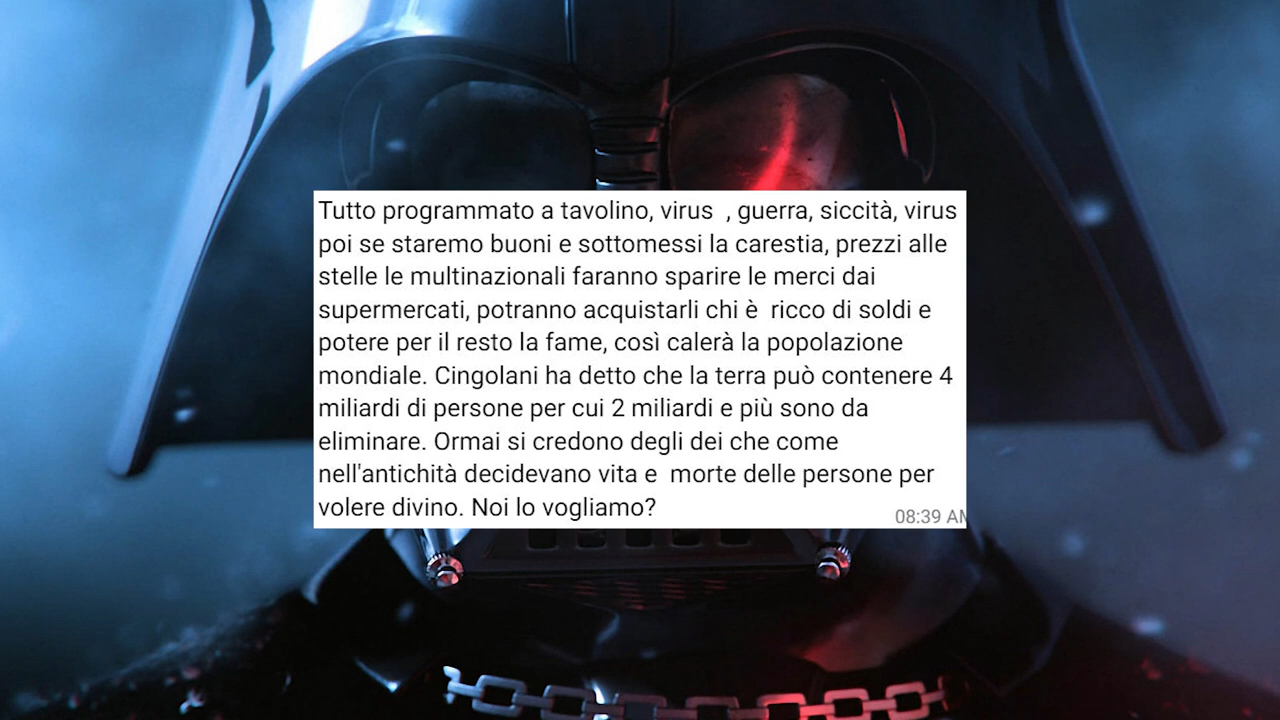 Tutto programmato a tavolino, virus  , guerra, siccità, virus
poi se staremo buoni e sottomessi la carestia, prezzi alle
stelle le multinazionali faranno sparire le merci dai
supermercati, potranno acquistarli chi è  ricco di soldi e
potere per il resto la fame, così calerà la popolazione
mondiale. Cingolani ha detto che la terra può contenere 4
miliardi di persone per cui 2 miliardi e più sono da
eliminare. Ormai si credono degli dei che come
nell'antichità decidevano vita e  morte delle persone per
volere divino. Noi lo vogliamo?
08:39 AM